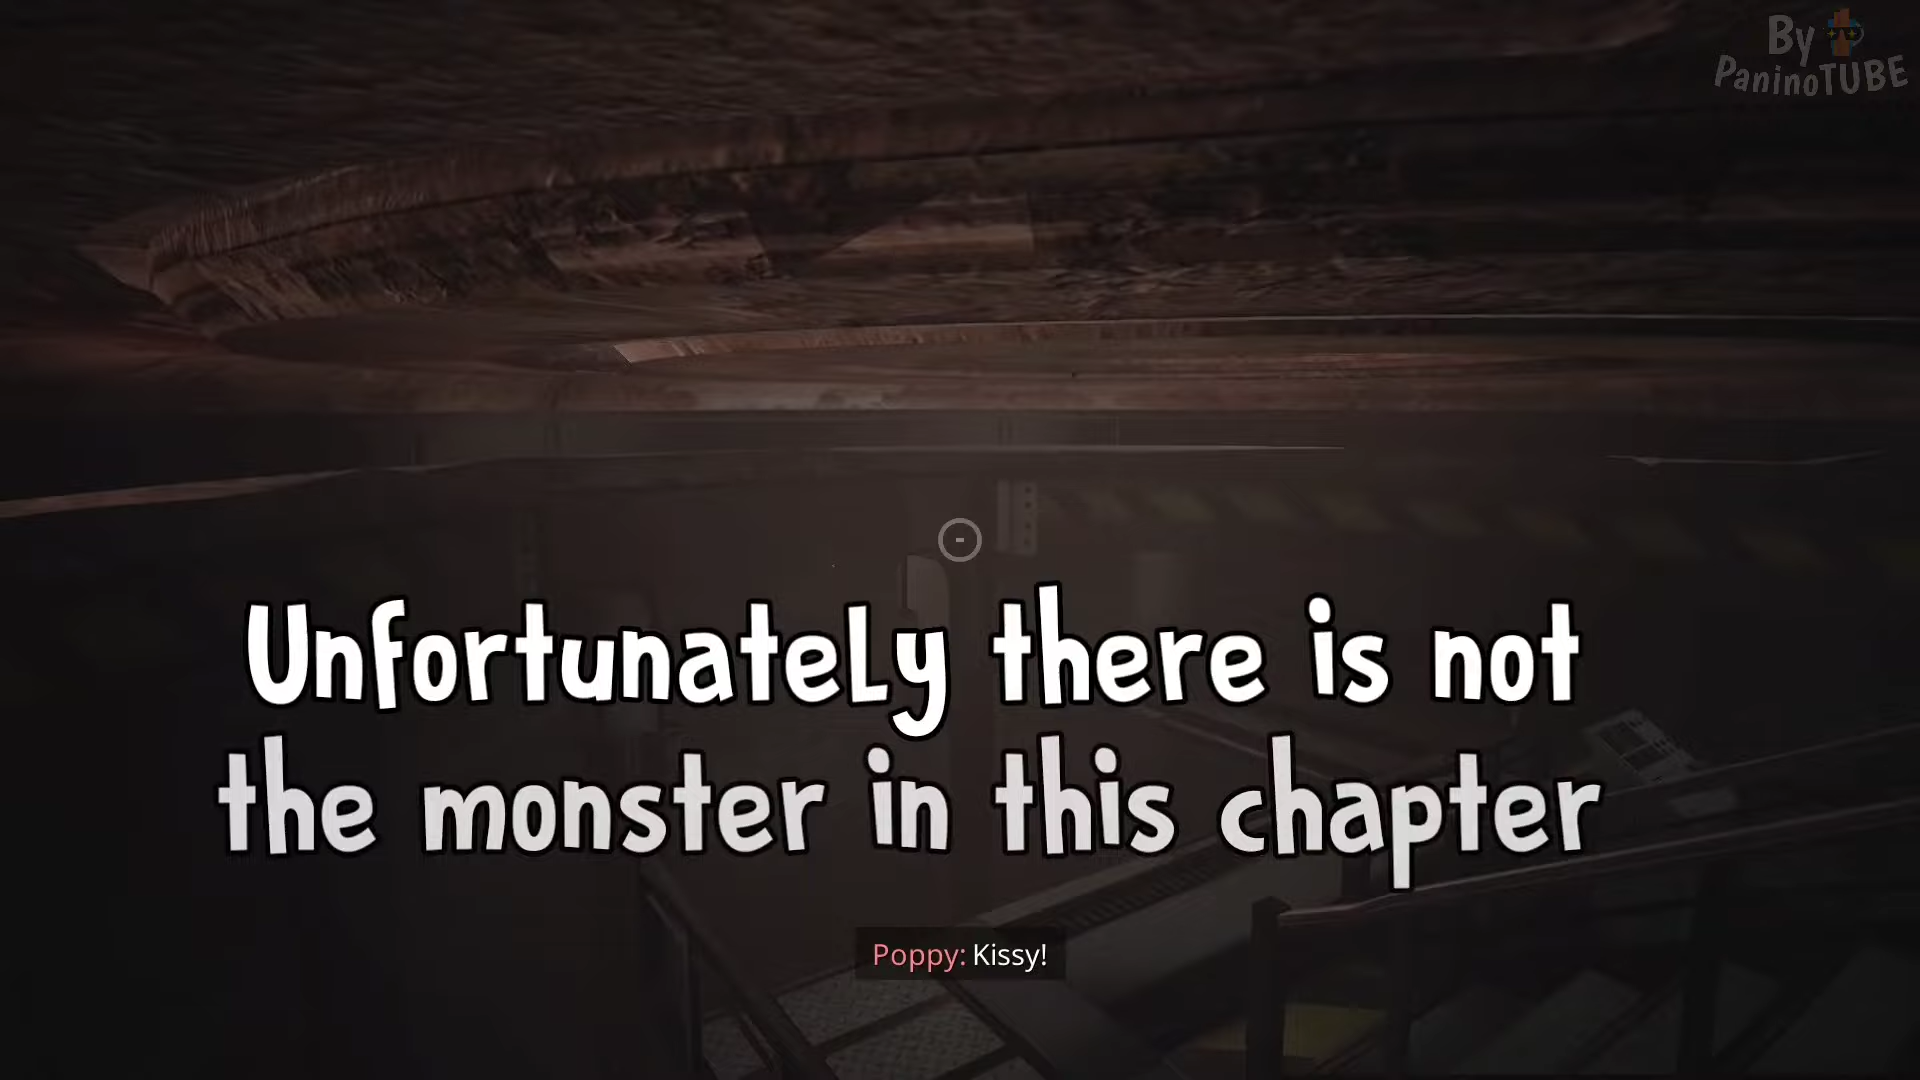 By
PaninoTUBE
Unfortunately there is not
the monster in this chapter
Poppy: Kissy!